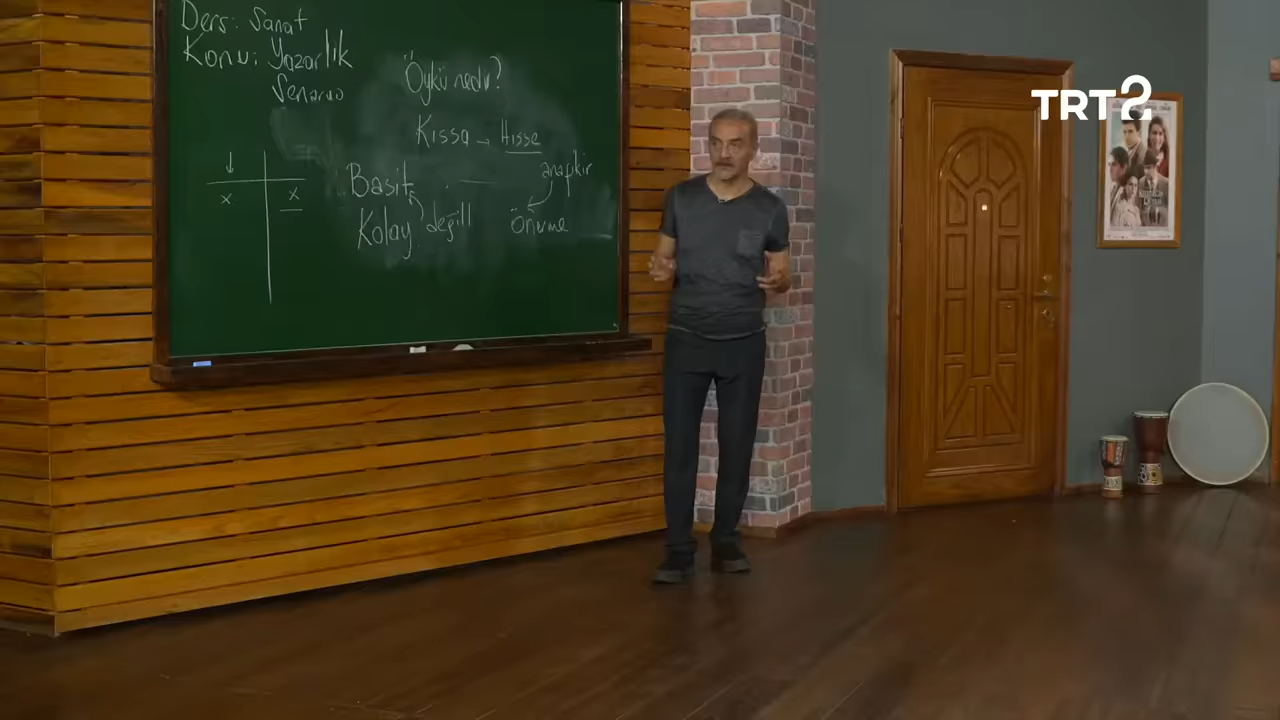 Ders: Sanat
Konu: Yazarlık
Senaryo
Öykü nedir?
Kıssa → Hisse
anafikir
Önerme
Basit
Kolay değil!
x x
TRT2